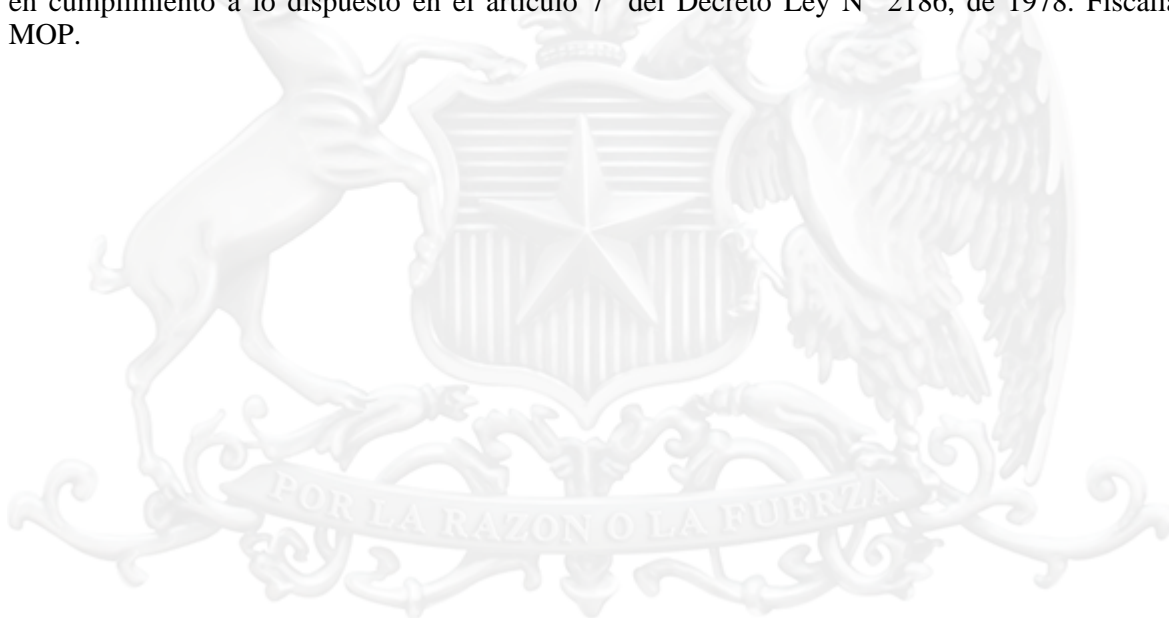 en cumplimiento a lo dispuesto en el artículo 7° del Decreto Ley N° 2186, de 1978. Fiscalía
MOP.
POR LA RAZON O LA FUERZA